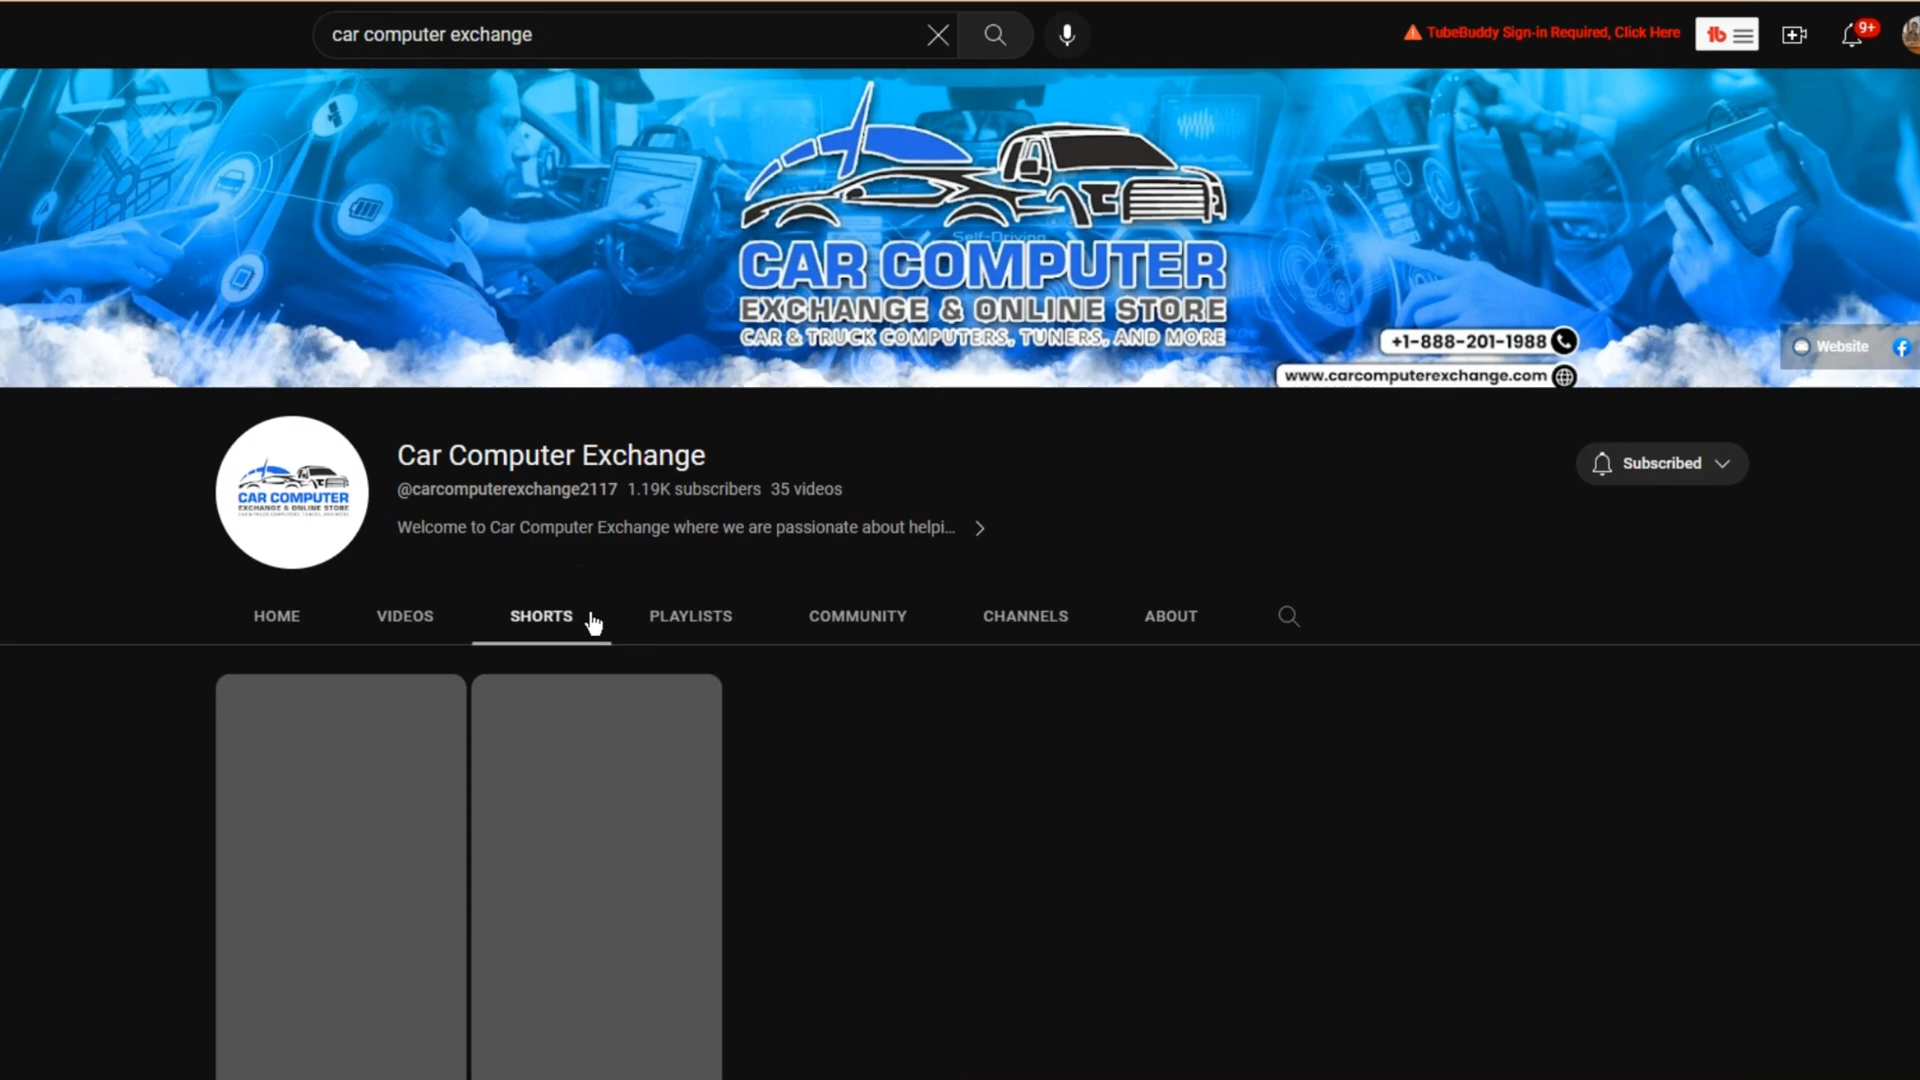 car computer exchange
TubeBuddy Sign-in Required, Click Here
tb
9+
Self-Driving
CAR COMPUTER
EXCHANGE & ONLINE STORE
CAR & TRUCK COMPUTERS, TUNERS, AND MORE
+1-888-201-1988
www.carcomputerexchange.com
Website
Car Computer Exchange
@carcomputerexchange2117 1.19K subscribers 35 videos
Welcome to Car Computer Exchange where we are passionate about helpi...
Subscribed
CAR COMPUTER
EXCHANGE & ONLINE STORE
HOME
VIDEOS
SHORTS
PLAYLISTS
COMMUNITY
CHANNELS
ABOUT